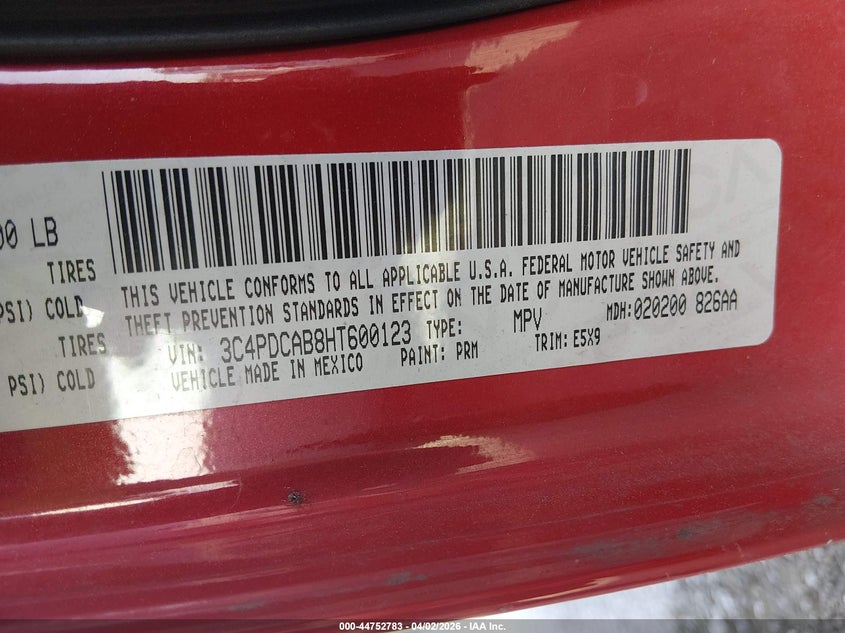 00 LB
TIRES
PSI) COLD
TIRES
PSI) COLD
THIS VEHICLE CONFORMS TO ALL APPLICABLE U.S.A. FEDERAL MOTOR VEHICLE SAFETY AND
THEFT PREVENTION STANDARDS IN EFFECT ON THE DATE OF MANUFACTURE SHOWN ABOVE.
VIN: 3C4PDCAB8HT600123 TYPE: MPV MDH:020200 826AA
VEHICLE MADE IN MEXICO PAINT: PRM TRIM: E5X9
000-44752783 - 04/02/2026 - IAA Inc.